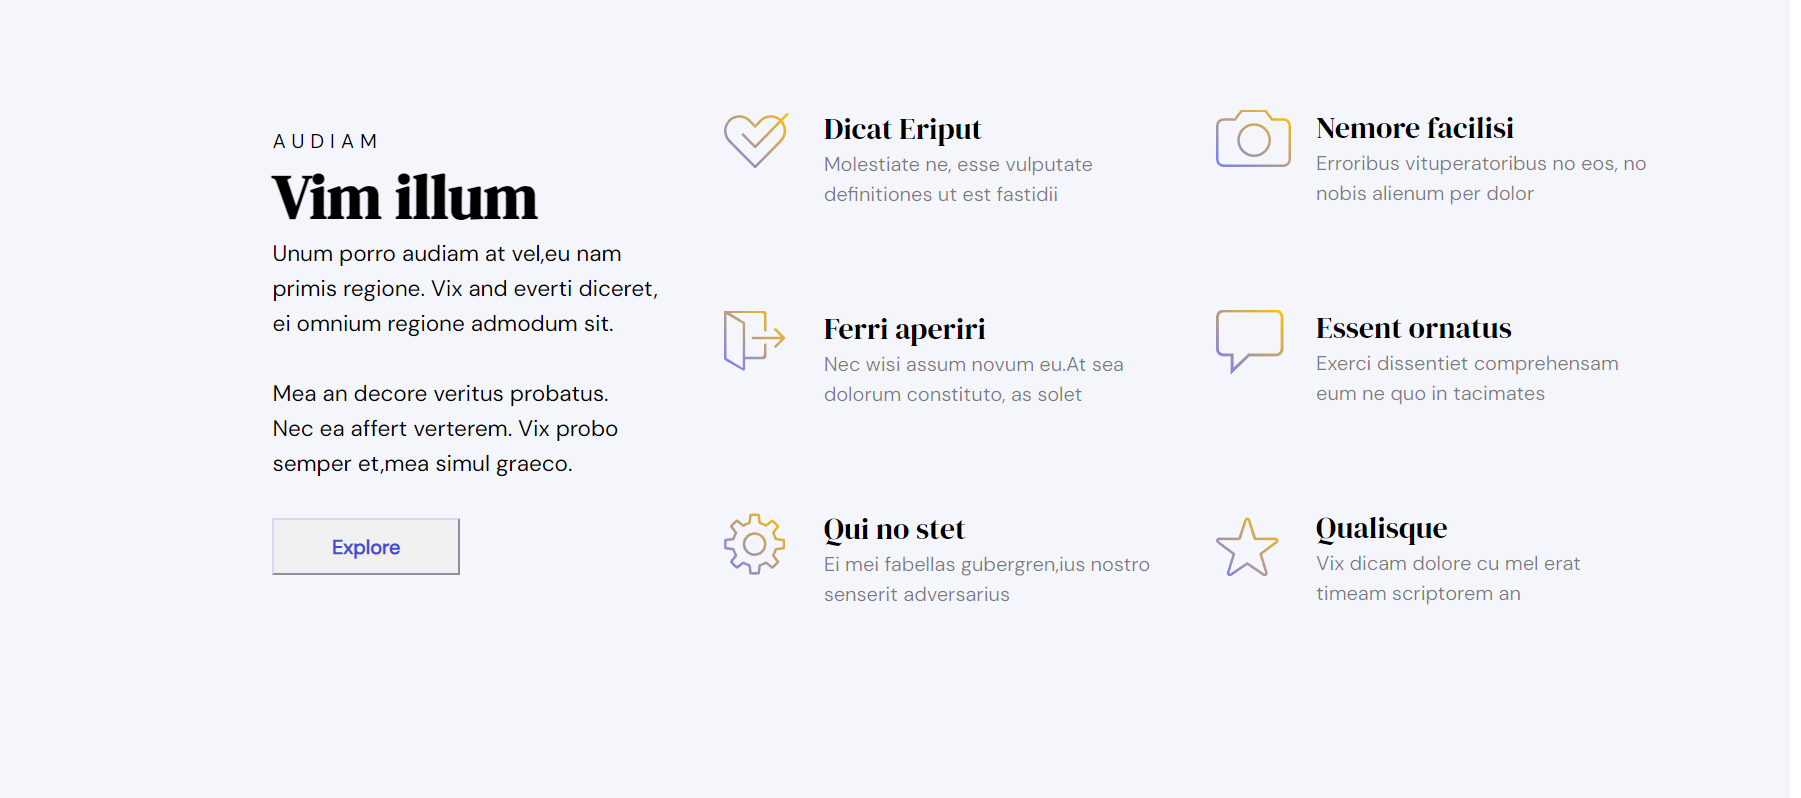 AUDIAM
Vim illum
Unum porro audiam at vel,eu nam
primis regione. Vix and everti diceret,
ei omnium regione admodum sit.
Mea an decore veritus probatus.
Nec ea affert verterem. Vix probo
semper et,mea simul graeco.
Explore
Dicat Eriput
Molestiate ne, esse vulputate
definitiones ut est fastidii
Nemore facilisi
Erroribus vituperatoribus no eos, no
nobis alienum per dolor
Ferri aperiri
Nec wisi assum novum eu.At sea
dolorum constituto, as solet
Essent ornatus
Exerci dissentiet comprehensam
eum ne quo in tacimates
Qui no stet
Ei mei fabellas gubergren,ius nostro
senserit adversarius
Qualisque
Vix dicam dolore cu mel erat
timeam scriptorem an